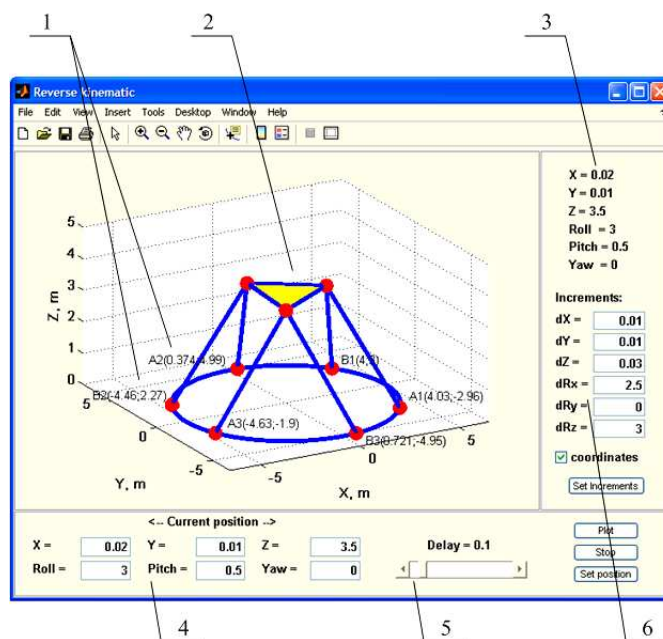 1 2 3
Reverse kinematic
File Edit View Insert Tools Desktop Window Help
X = 0.02
Y = 0.01
Z = 3.5
Roll = 3
Pitch = 0.5
Yaw = 0
Increments:
dX = 0.01
dY = 0.01
dZ = 0.03
dRx = 2.5
dRy = 0
dRz = 3
coordinates
Set Increments
Z, m
5
4
3
2
1
0
A2(0.374;4.99)
B1(4;3)
B2(-4.46;2.27)
A1(4.03;-2.96)
A3(-4.63;-1.9)
B3(0.721;-4.95)
5
0
-5
Y, m
-5
0
5
X, m
<-- Current position -->
X = 0.02 Y = 0.01 Z = 3.5
Roll = 3 Pitch = 0.5 Yaw = 0
Delay = 0.1
Plot
Stop
Set position
4 5 6